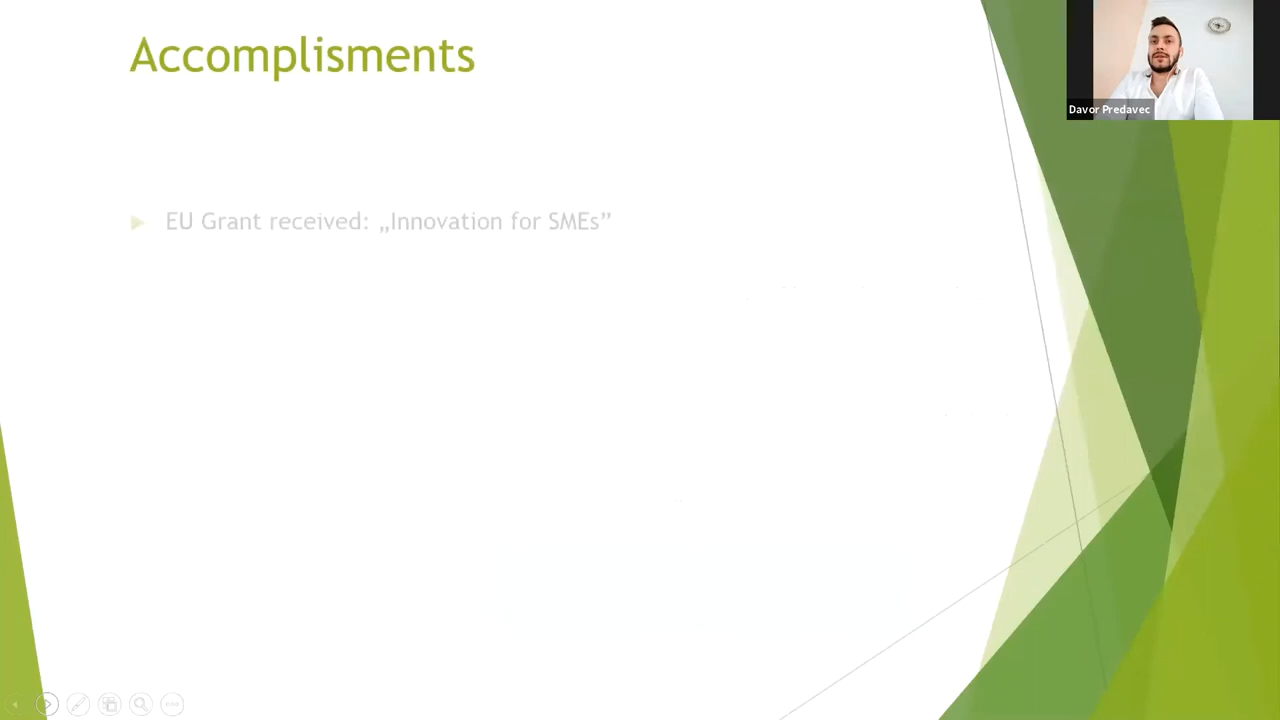 Accomplisments
EU Grant received: „Innovation for SMEs”
Davor Predavec